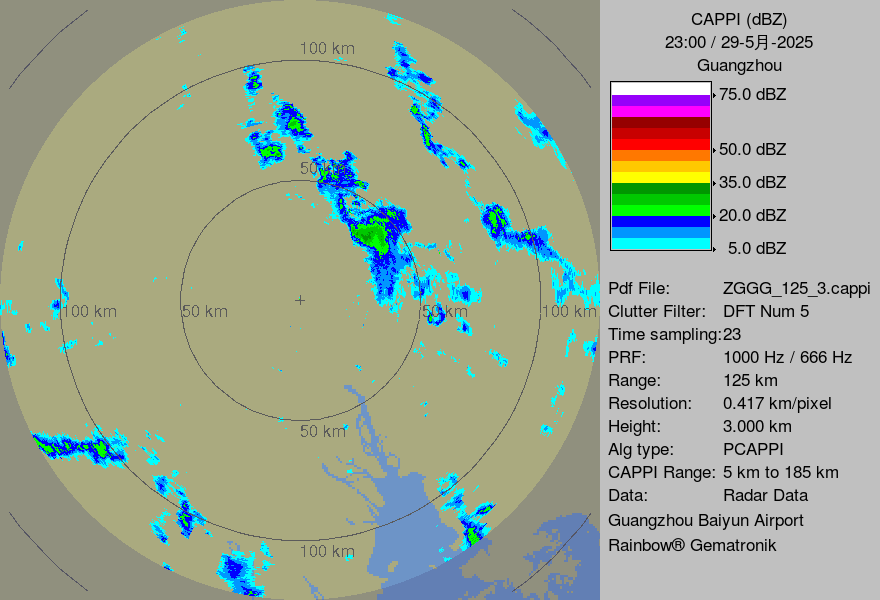 CAPPI (dBZ)
23:00 / 29-5月-2025
Guangzhou
75.0 dBZ
50.0 dBZ
35.0 dBZ
20.0 dBZ
5.0 dBZ
Pdf File: ZGGG_125_3.cappi
Clutter Filter: DFT Num 5
Time sampling:23
PRF: 1000 Hz / 666 Hz
Range: 125 km
Resolution: 0.417 km/pixel
Height: 3.000 km
Alg type: PCAPPI
CAPPI Range: 5 km to 185 km
Data: Radar Data
Guangzhou Baiyun Airport
Rainbow® Gematronik
100 km
50 km
100 km 50 km 50 km 100 km
50 km
100 km